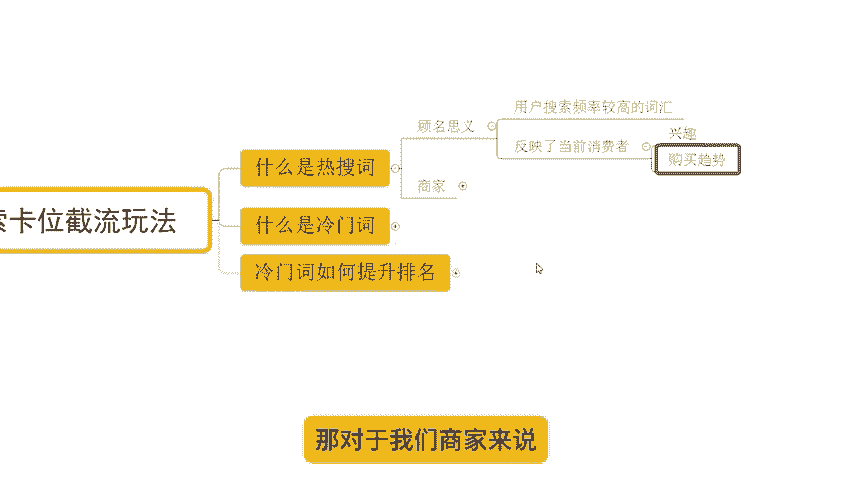 索卡位截流玩法
什么是热搜词
顾名思义
用户搜索频率较高的词汇
反映了当前消费者
兴趣
购买趋势
商家
什么是冷门词
冷门词如何提升排名
那对于我们商家来说